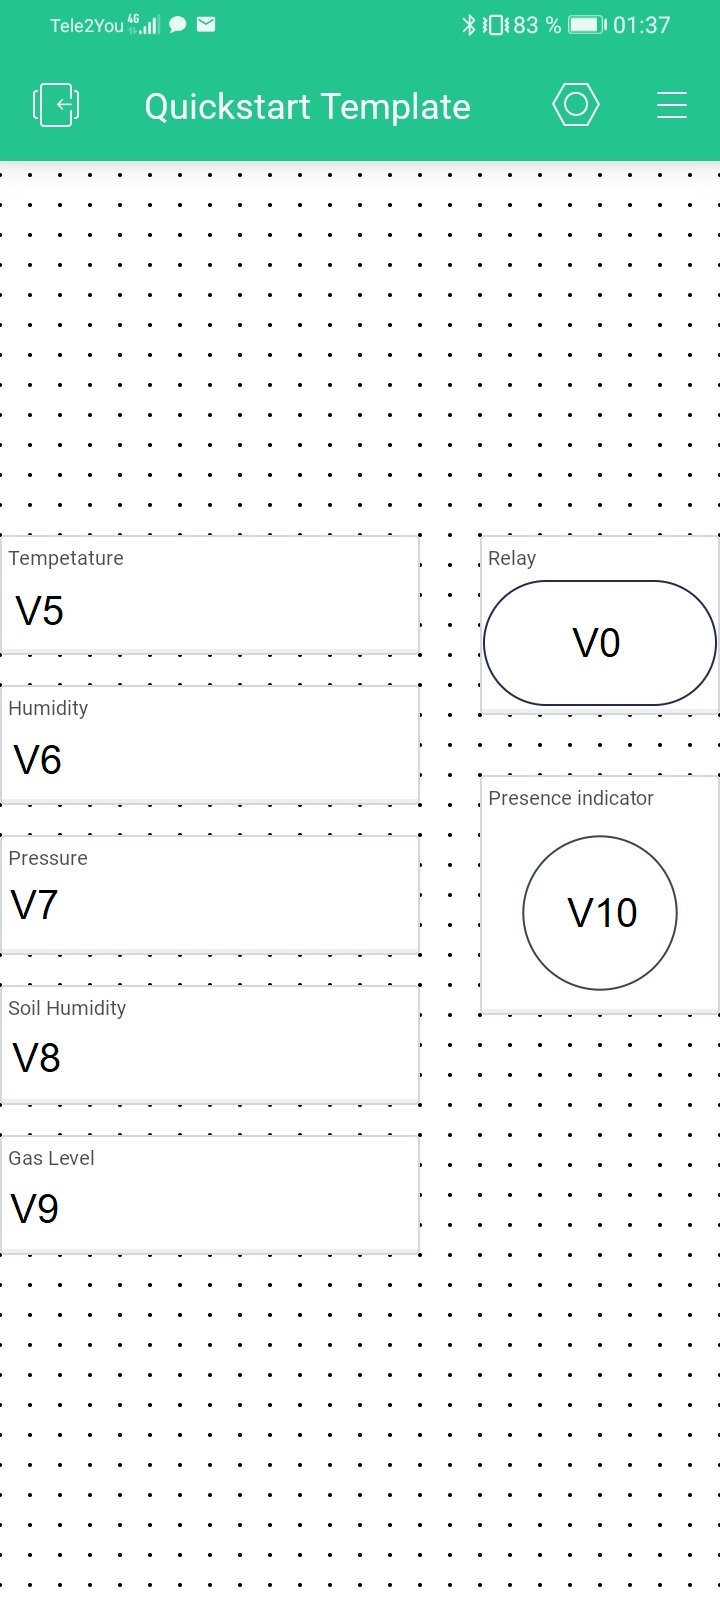 Tele2You 4G 83 % 01:37
Quickstart Template
Tempetature
V5
Humidity
V6
Pressure
V7
Soil Humidity
V8
Gas Level
V9
Relay
V0
Presence indicator
V10